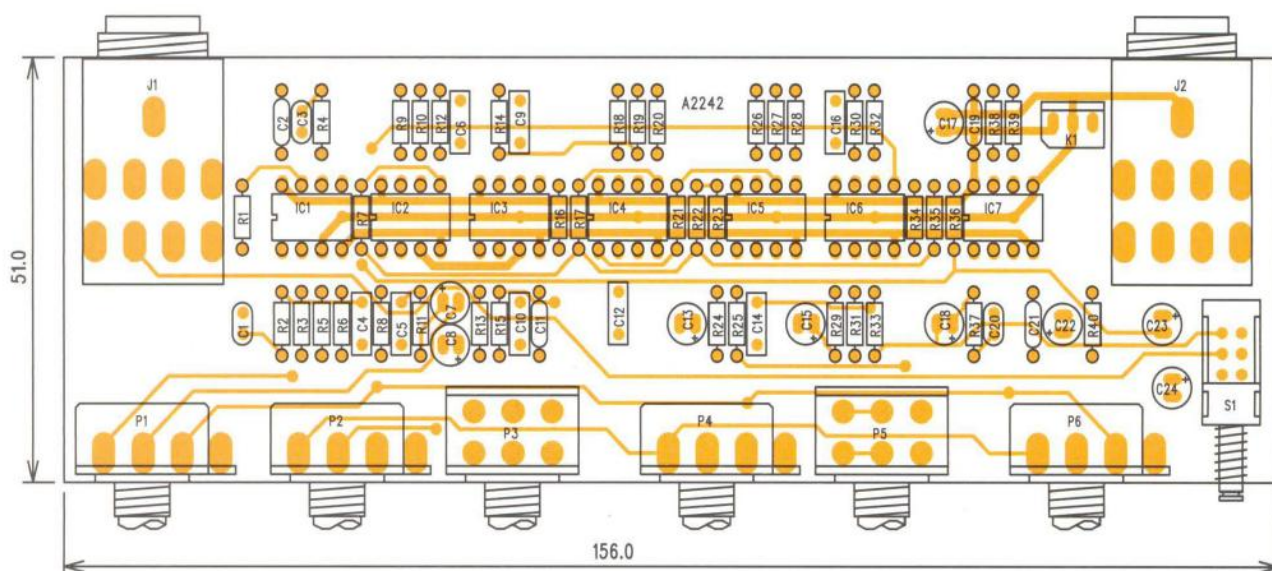 J1
J2
C2
C3
R4
R9
R10
R12
C6
R14
C9
R18
R19
R20
A2242
R26
R27
R28
C16
R30
R32
C17
+
C19
R38
R39
K1
R1
IC1
R7
IC2
IC3
R16
R17
IC4
R21
R22
R23
IC5
IC6
R34
R35
R36
IC7
51.0
C1
R2
R3
R5
R6
C4
R8
C5
R11
+
C7
C8
+
R13
R15
C10
C11
C12
C13
+
R24
R25
C14
C15
+
R29
R31
R33
C18
+
R37
C20
C21
C22
+
R40
C23
+
C24
+
S1
P1
P2
P3
P4
P5
P6
156.0